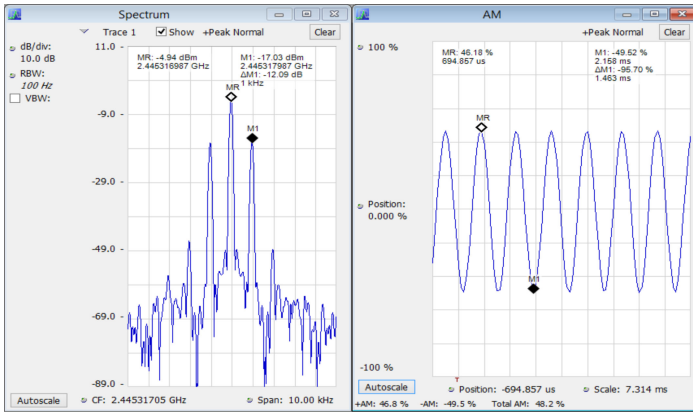 Spectrum
Trace 1 Show +Peak Normal Clear
dB/div:
10.0 dB
RBW:
100 Hz
VBW:
11.0
-9.0
-29.0
-49.0
-69.0
-89.0
MR: -4.94 dBm
2.445316987 GHz
M1: -17.03 dBm
2.445317987 GHz
ΔM1: -12.09 dB
1 kHz
MR
M1
Autoscale CF: 2.44531705 GHz Span: 10.00 kHz
AM
+Peak Normal Clear
100 %
Position:
0.000 %
-100 %
MR: 46.18 %
694.857 us
M1: -49.52 %
2.158 ms
ΔM1: -95.70 %
1.463 ms
MR
M1
T
Autoscale Position: -694.857 us Scale: 7.314 ms
+AM: 46.8 % -AM: -49.5 % Total AM: 48.2 %